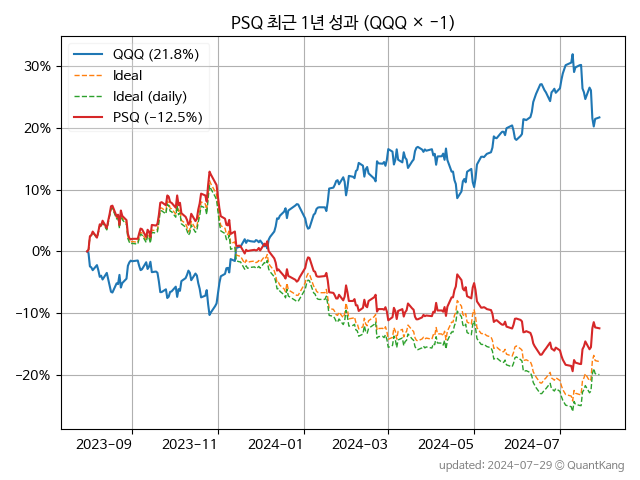 PSQ 최근 1년 성과 (QQQ × −1)
QQQ (21.8%)
Ideal
Ideal (daily)
PSQ (−12.5%)
30%
20%
10%
0%
−10%
−20%
2023-09
2023-11
2024-01
2024-03
2024-05
2024-07
updated: 2024-07-29 © QuantKang